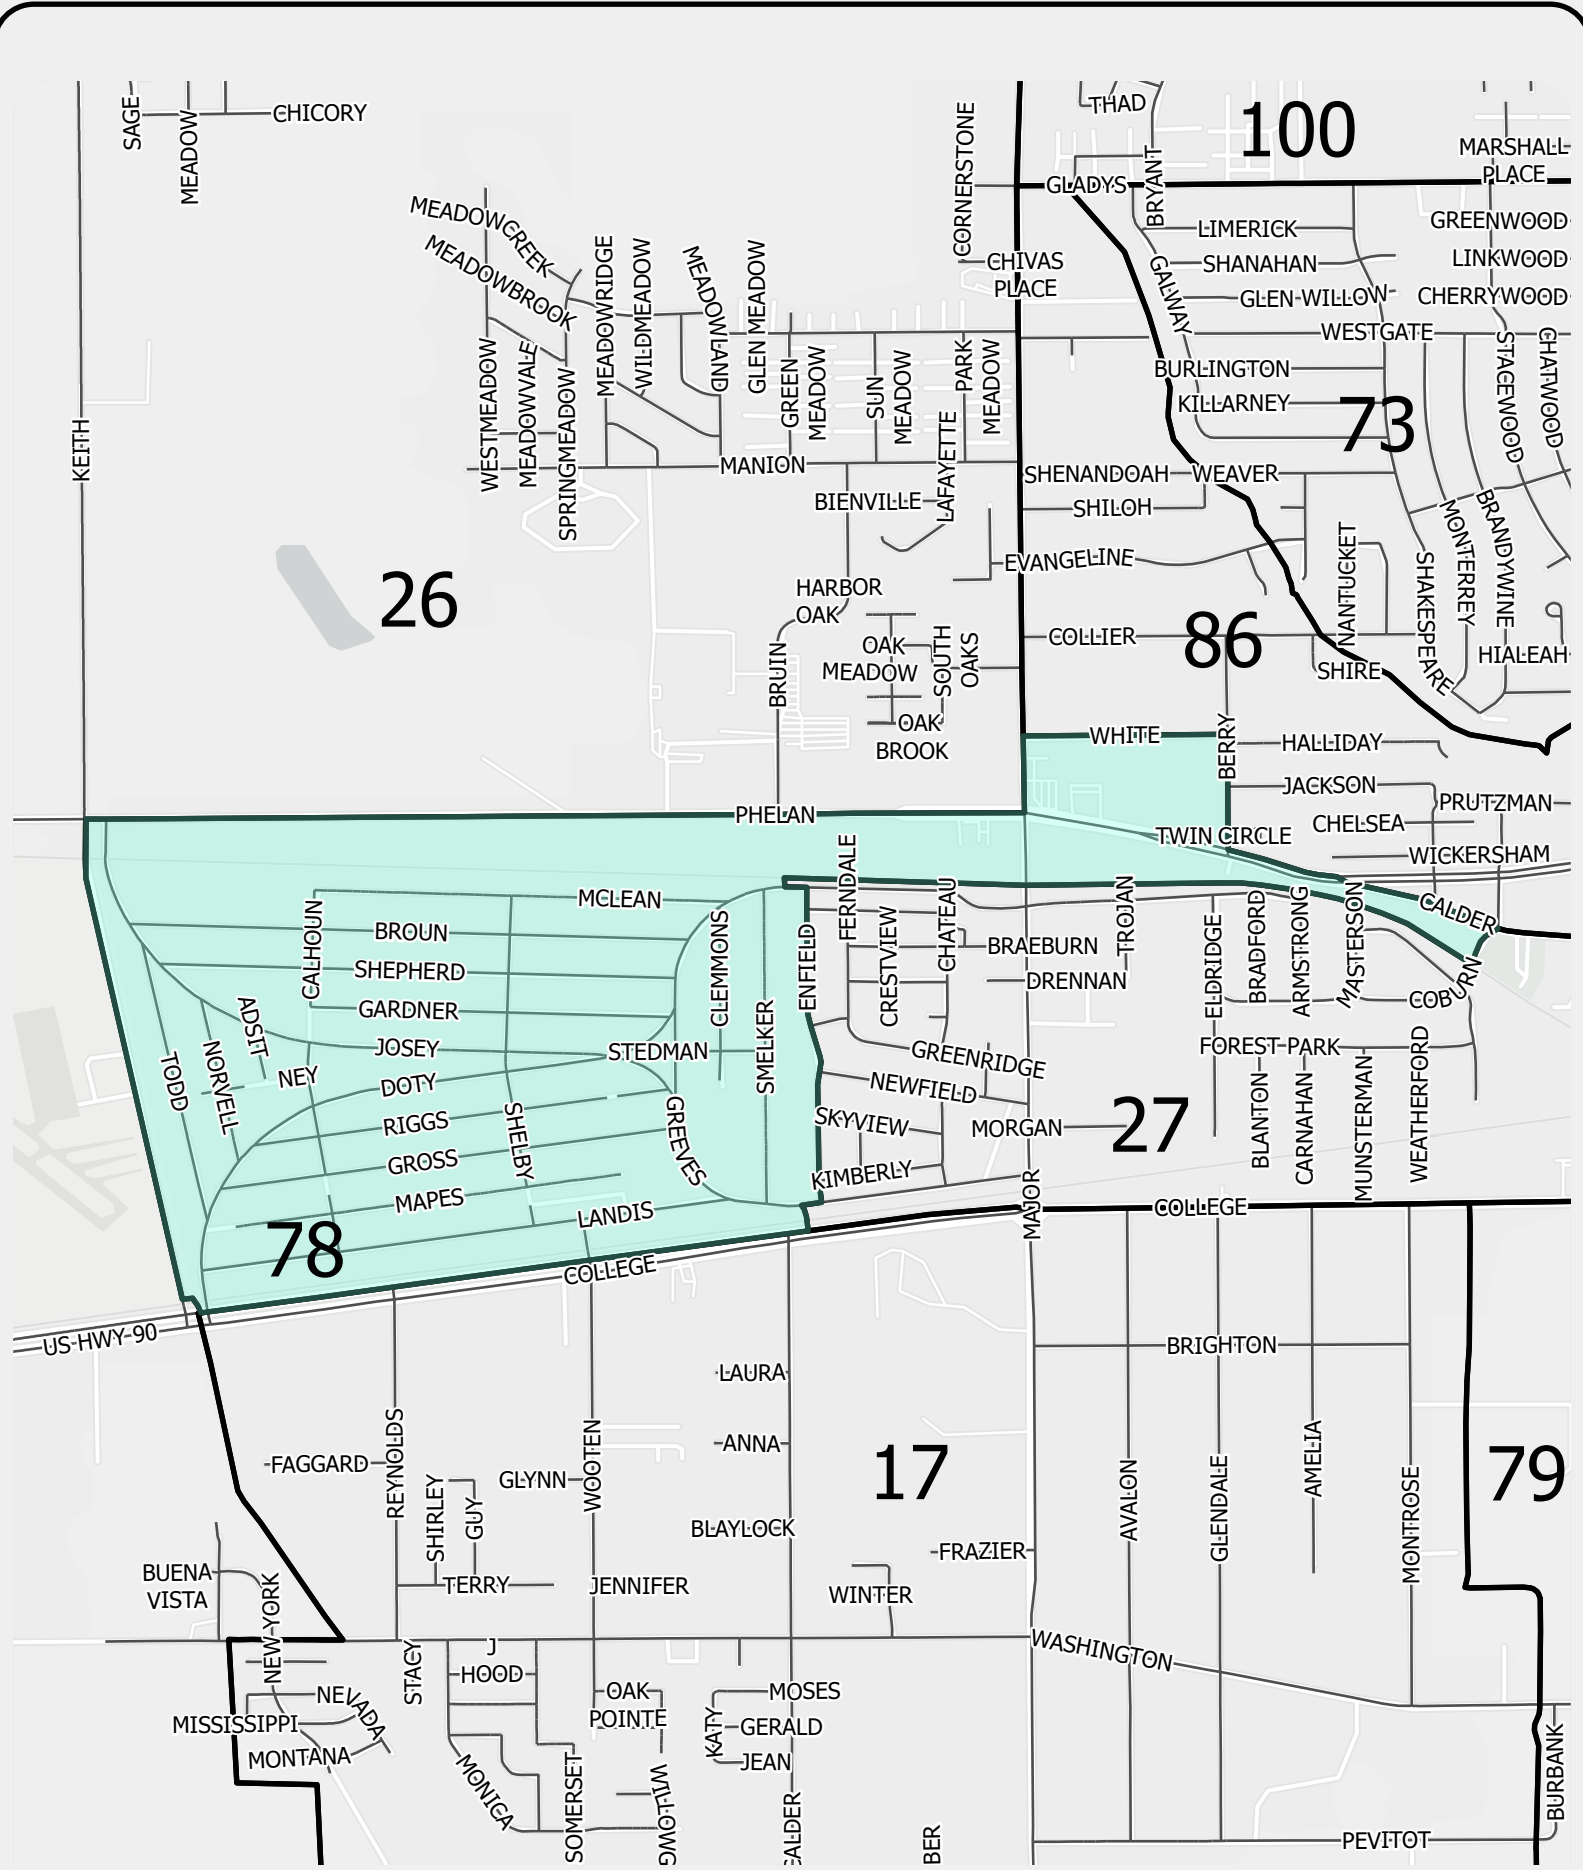 SAGE
MEADOW
CHICORY
CORNERSTONE
THAD
100
MARSHALL
PLACE
GLADYS
BRYANT
MEADOWCREEK
MEADOWBROOK
MEADOWRIDGE
WILDMEADOW
MEADOWLAND
GLEN MEADOW
CHIVAS
PLACE
LIMERICK
GREENWOOD
SHANAHAN
LINKWOOD
GALWAY
GLEN WILLOW
CHERRYWOOD
WESTGATE
STACEWOOD
CHATWOOD
KEITH
WESTMEADOW
MEADOWVALE
SPRINGMEADOW
GREEN
MEADOW
SUN
MEADOW
PARK
MEADOW
BURLINGTON
KILLARNEY
73
LAFAYETTE
MANION
SHENANDOAH
WEAVER
BIENVILLE
SHILOH
MONTERREY
BRANDYWINE
EVANGELINE
NANTUCKET
SHAKESPEARE
26
HARBOR
OAK
86
COLLIER
BRUIN
OAK
MEADOW
SOUTH
OAKS
SHIRE
HIALEAH
OAK
BROOK
WHITE
BERRY
HALLIDAY
JACKSON
PRUTZMAN
PHELAN
TWIN CIRCLE
CHELSEA
WICKERSHAM
FERNDALE
MCLEAN
CALHOUN
BROUN
SHEPHERD
GARDNER
CLEMMONS
ENFIELD
CRESTVIEW
CHATEAU
BRAEBURN
DRENNAN
TROJAN
ELDRIDGE
BRADFORD
ARMSTRONG
MASTERSON
CALDER
COBURN
TODD
NORVELL
ADSIT
NEY
JOSEY
DOTY
STEDMAN
SMELKER
GREENRIDGE
FOREST PARK
NEWFIELD
RIGGS
SHELBY
GREEVES
SKYVIEW
MORGAN
27
BLANTON
CARNAHAN
MUNSTERMAN
WEATHERFORD
GROSS
KIMBERLY
MAPES
MAJOR
LANDIS
COLLEGE
78
COLLEGE
US HWY 90
BRIGHTON
LAURA
REYNOLDS
WOOTEN
ANNA
17
AVALON
GLENDALE
AMELIA
MONTROSE
79
FAGGARD
SHIRLEY
GUY
GLYNN
BLAYLOCK
FRAZIER
BUENA
VISTA
NEW YORK
TERRY
JENNIFER
WINTER
STACY
J
HOOD
WASHINGTON
NEVADA
OAK
POINTE
MOSES
MISSISSIPPI
KATY
GERALD
MONTANA
JEAN
MONICA
SOMERSET
WILLOW
BURBANK
BER
PEVITOT